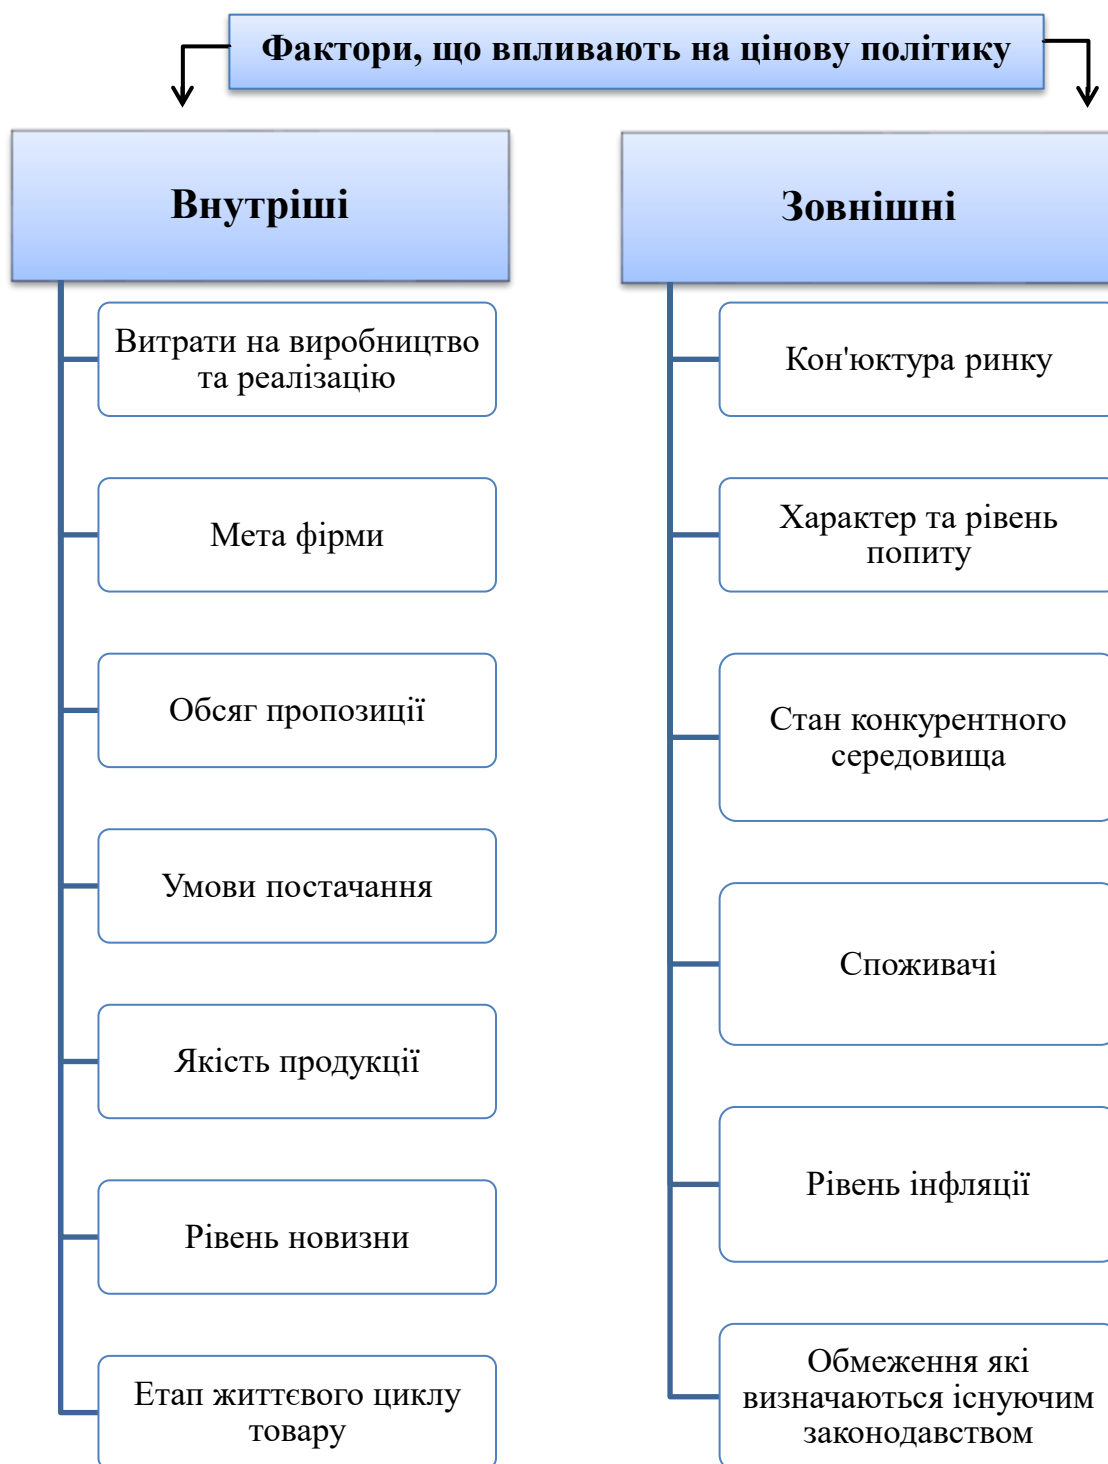 Фактори, що впливають на цінову політику
Внутріші
Витрати на виробництво
та реалізацію
Мета фірми
Обсяг пропозиції
Умови постачання
Якість продукції
Рівень новизни
Етап життєвого циклу
товару
Зовнішні
Кон'юктура ринку
Характер та рівень
попиту
Стан конкурентного
середовища
Споживачі
Рівень інфляції
Обмеження які
визначаються існуючим
законодавством